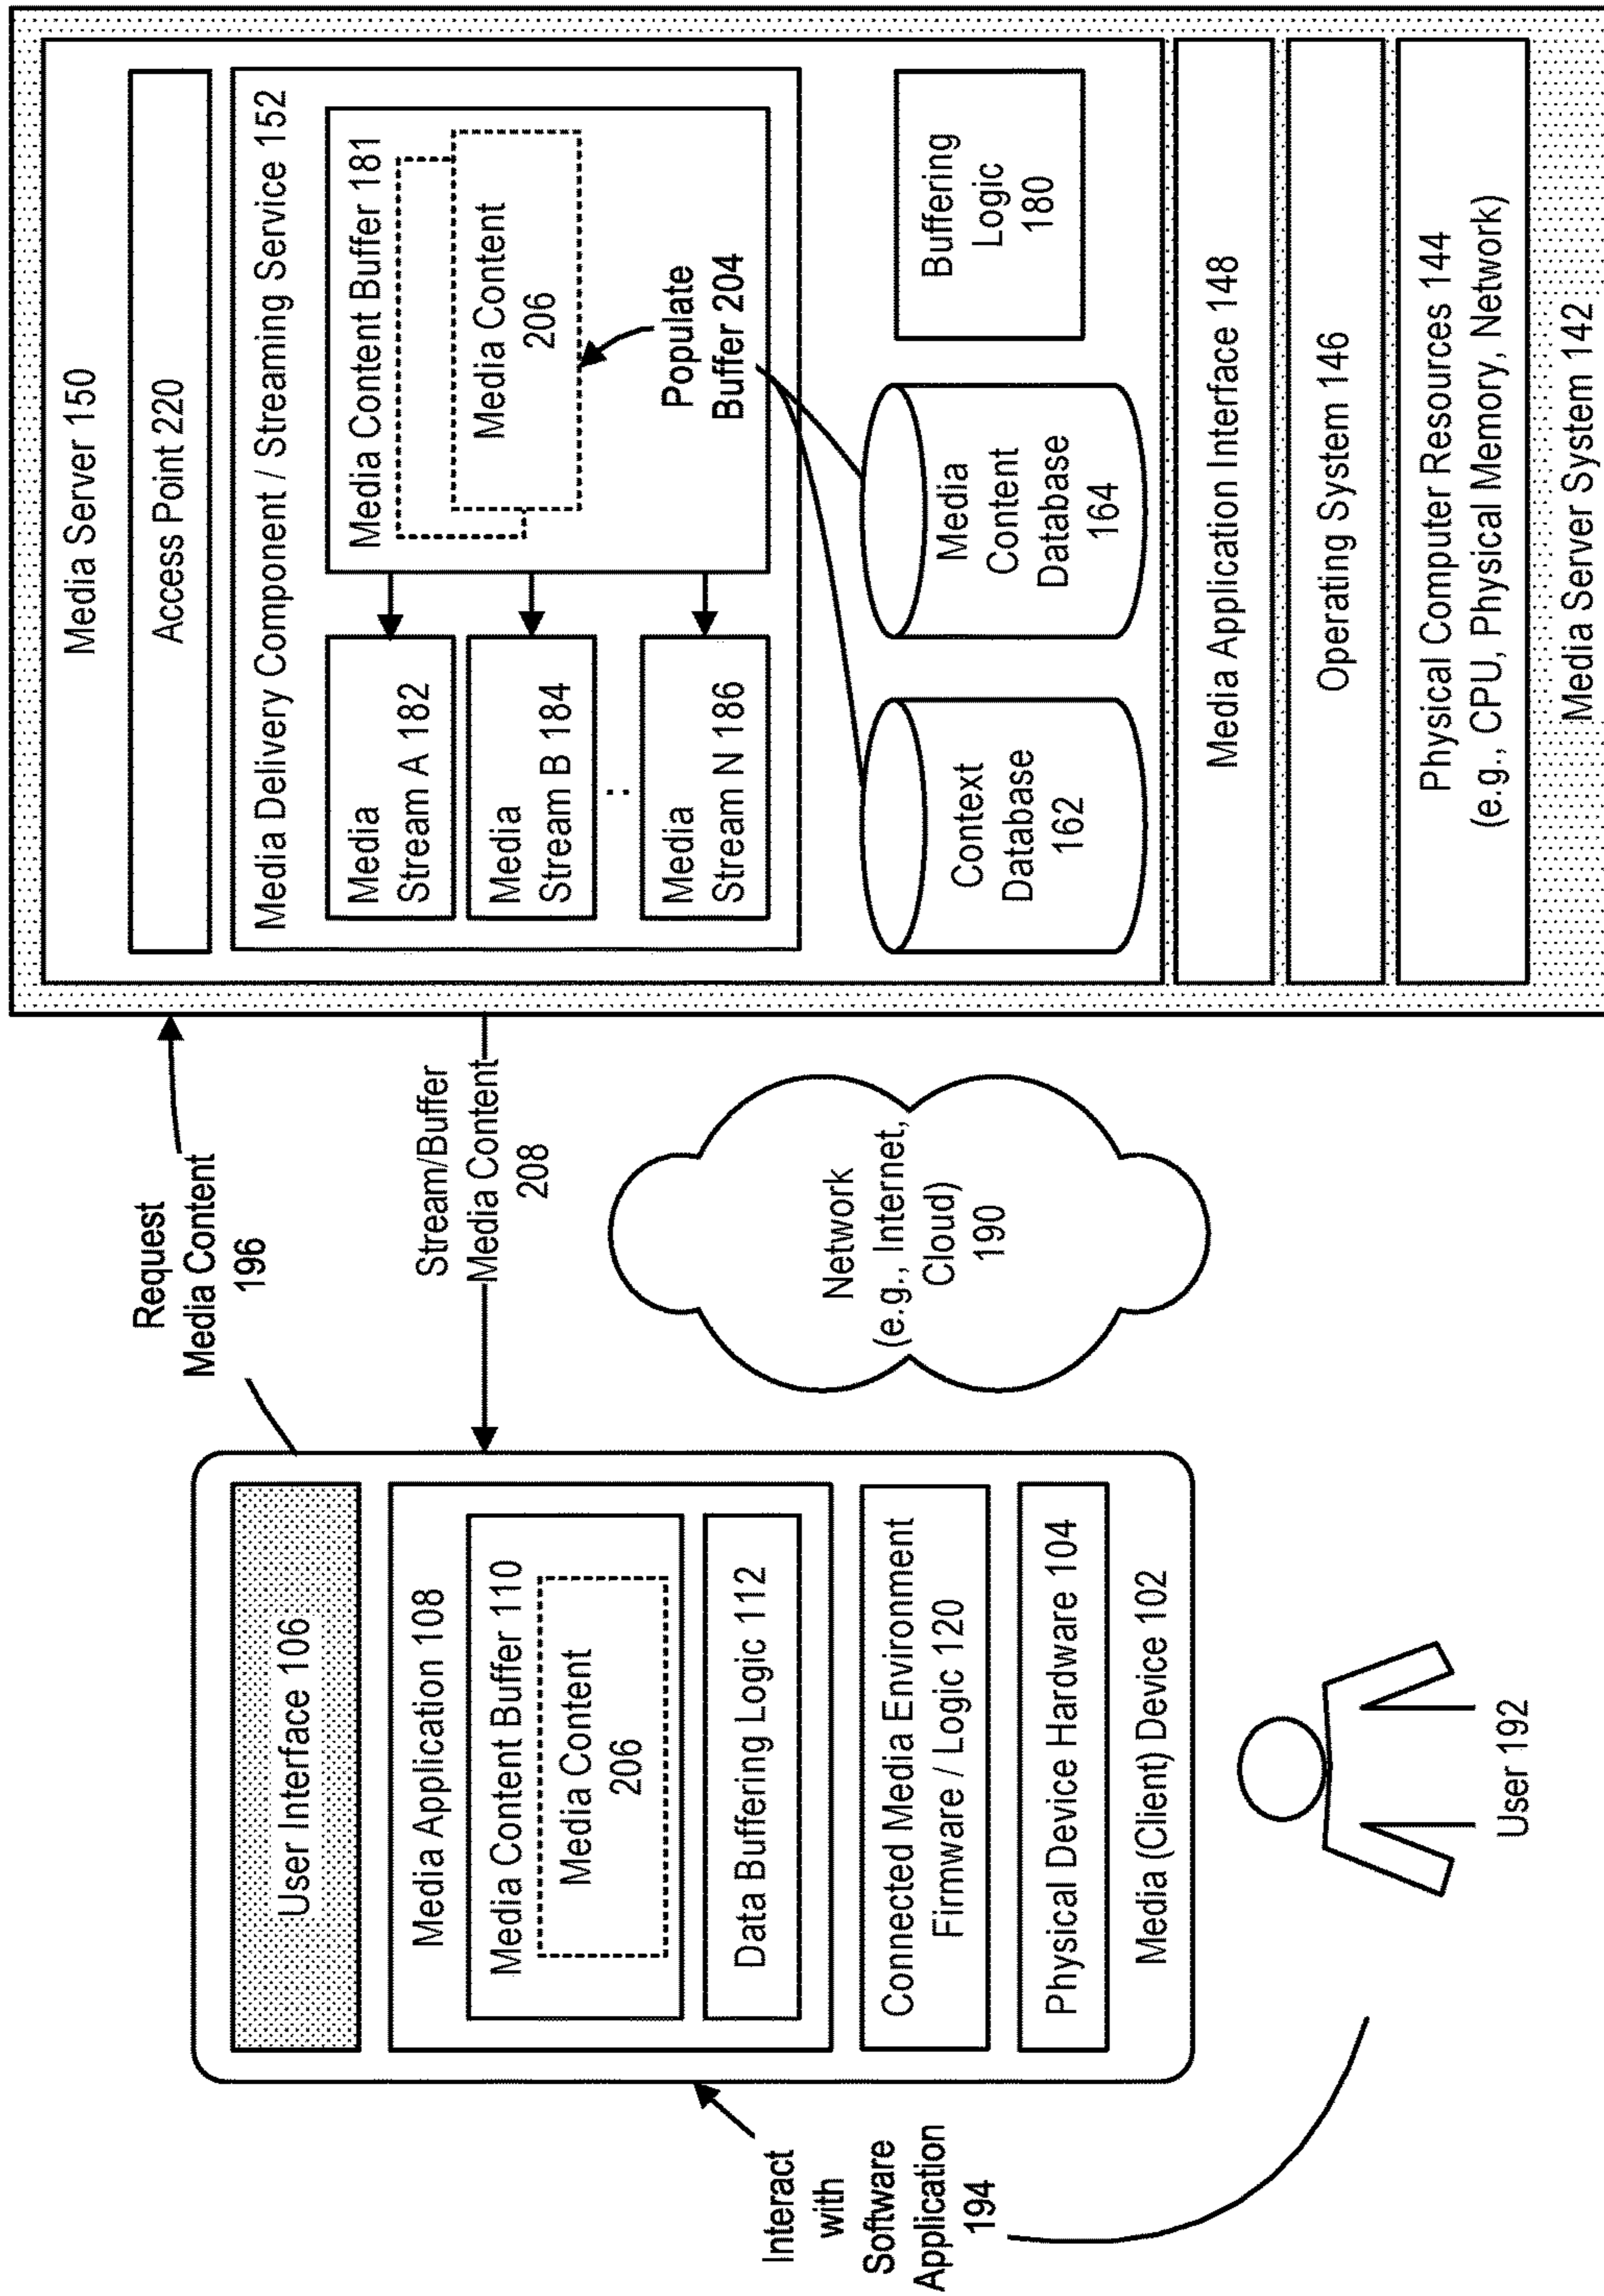 User Interface 106
Media Application 108
Media Content Buffer 110
Media Content
206
Data Buffering Logic 112
Connected Media Environment
Firmware / Logic 120
Physical Device Hardware 104
Media (Client) Device 102
Interact
with
Software
Application
194
User 192
Request
Media Content
196
Stream/Buffer
Media Content
208
Network
(e.g., Internet,
Cloud)
190
Media Server 150
Access Point 220
Media Delivery Component / Streaming Service 152
Media
Stream A 182
Media
Stream B 184
:
Media
Stream N 186
Media Content Buffer 181
Media Content
206
Populate
Buffer 204
Context
Database
162
Media
Content
Database
164
Buffering
Logic
180
Media Application Interface 148
Operating System 146
Physical Computer Resources 144
(e.g., CPU, Physical Memory, Network)
Media Server System 142